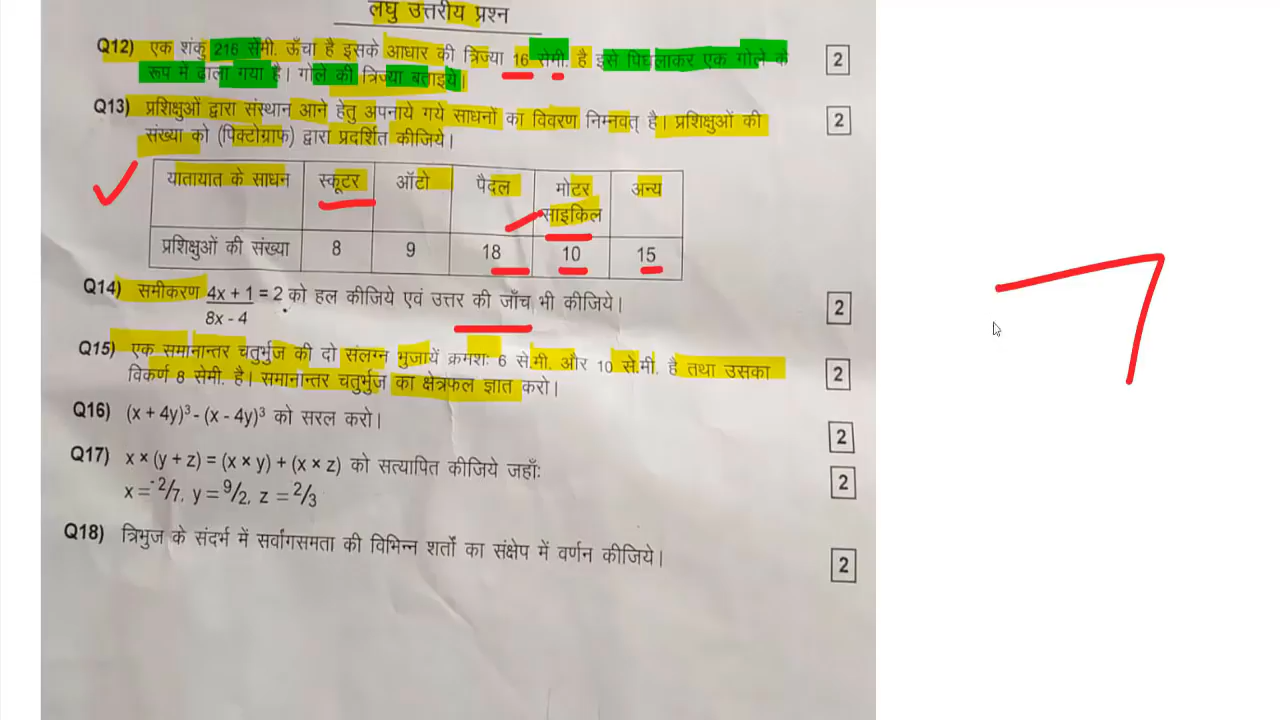 लघु उत्तरीय प्रश्न
Q12) एक शंकु 216 सेमी. ऊँचा है इसके आधार की त्रिज्या 16 सेमी. है इसे पिघलाकर एक गोले के 2
रूप में ढाला गया है। गोले की त्रिज्या बताइये।
Q13) प्रशिक्षुओं द्वारा संस्थान आने हेतु अपनाये गये साधनों का विवरण निम्नवत् है। प्रशिक्षुओं की 2
संख्या को (पिक्टोग्राफ) द्वारा प्रदर्शित कीजिये।
यातायात के साधन स्कूटर ऑटो पैदल मोटर अन्य
साइकिल
प्रशिक्षुओं की संख्या 8 9 18 10 15
Q14) समीकरण 4x + 1 = 2 को हल कीजिये एवं उत्तर की जाँच भी कीजिये। 2
8x - 4
Q15) एक समानान्तर चतुर्भुज की दो संलग्न भुजायें क्रमशः 6 से.मी. और 10 से.मी. है तथा उसका 2
विकर्ण 8 सेमी. है। समानान्तर चतुर्भुज का क्षेत्रफल ज्ञात करो।
Q16) (x + 4y)³ - (x - 4y)³ को सरल करो। 2
Q17) x × (y + z) = (x × y) + (x × z) को सत्यापित कीजिये जहाँः 2
x = -2/7, y = 9/2, z = 2/3
Q18) त्रिभुज के संदर्भ में सर्वांगसमता की विभिन्न शर्तों का संक्षेप में वर्णन कीजिये। 2